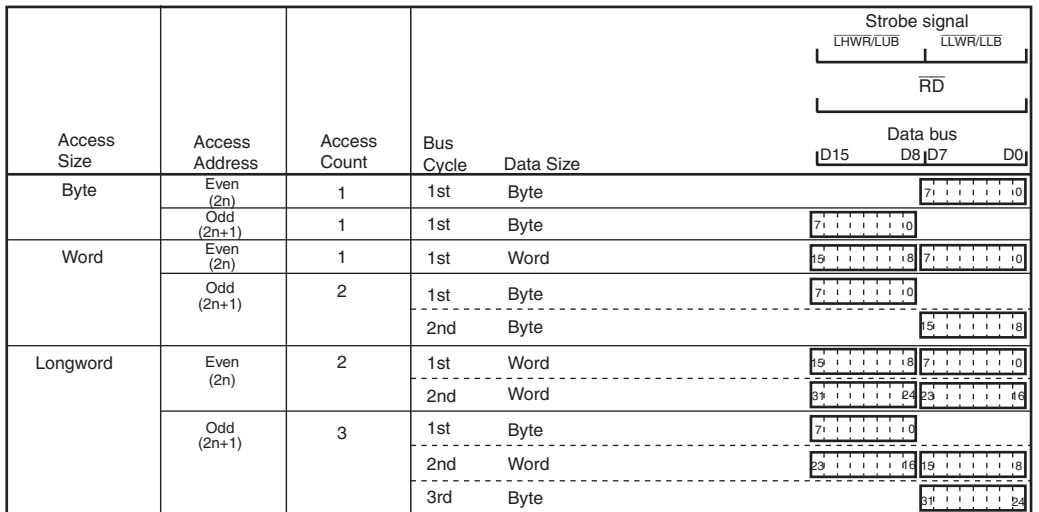 Strobe signal
LHWR/LUB LLWR/LLB
RD
Access Size Access Address Access Count Bus Cycle Data Size Data bus
D15 D8 D7 D0
Byte Even (2n) 1 1st Byte 7 0
Odd (2n+1) 1 1st Byte 7 0
Word Even (2n) 1 1st Word 15 8 7 0
Odd (2n+1) 2 1st Byte 7 0
2nd Byte 15 8
Longword Even (2n) 2 1st Word 15 8 7 0
2nd Word 31 24 23 16
Odd (2n+1) 3 1st Byte 7 0
2nd Word 23 16 15 8
3rd Byte 31 24